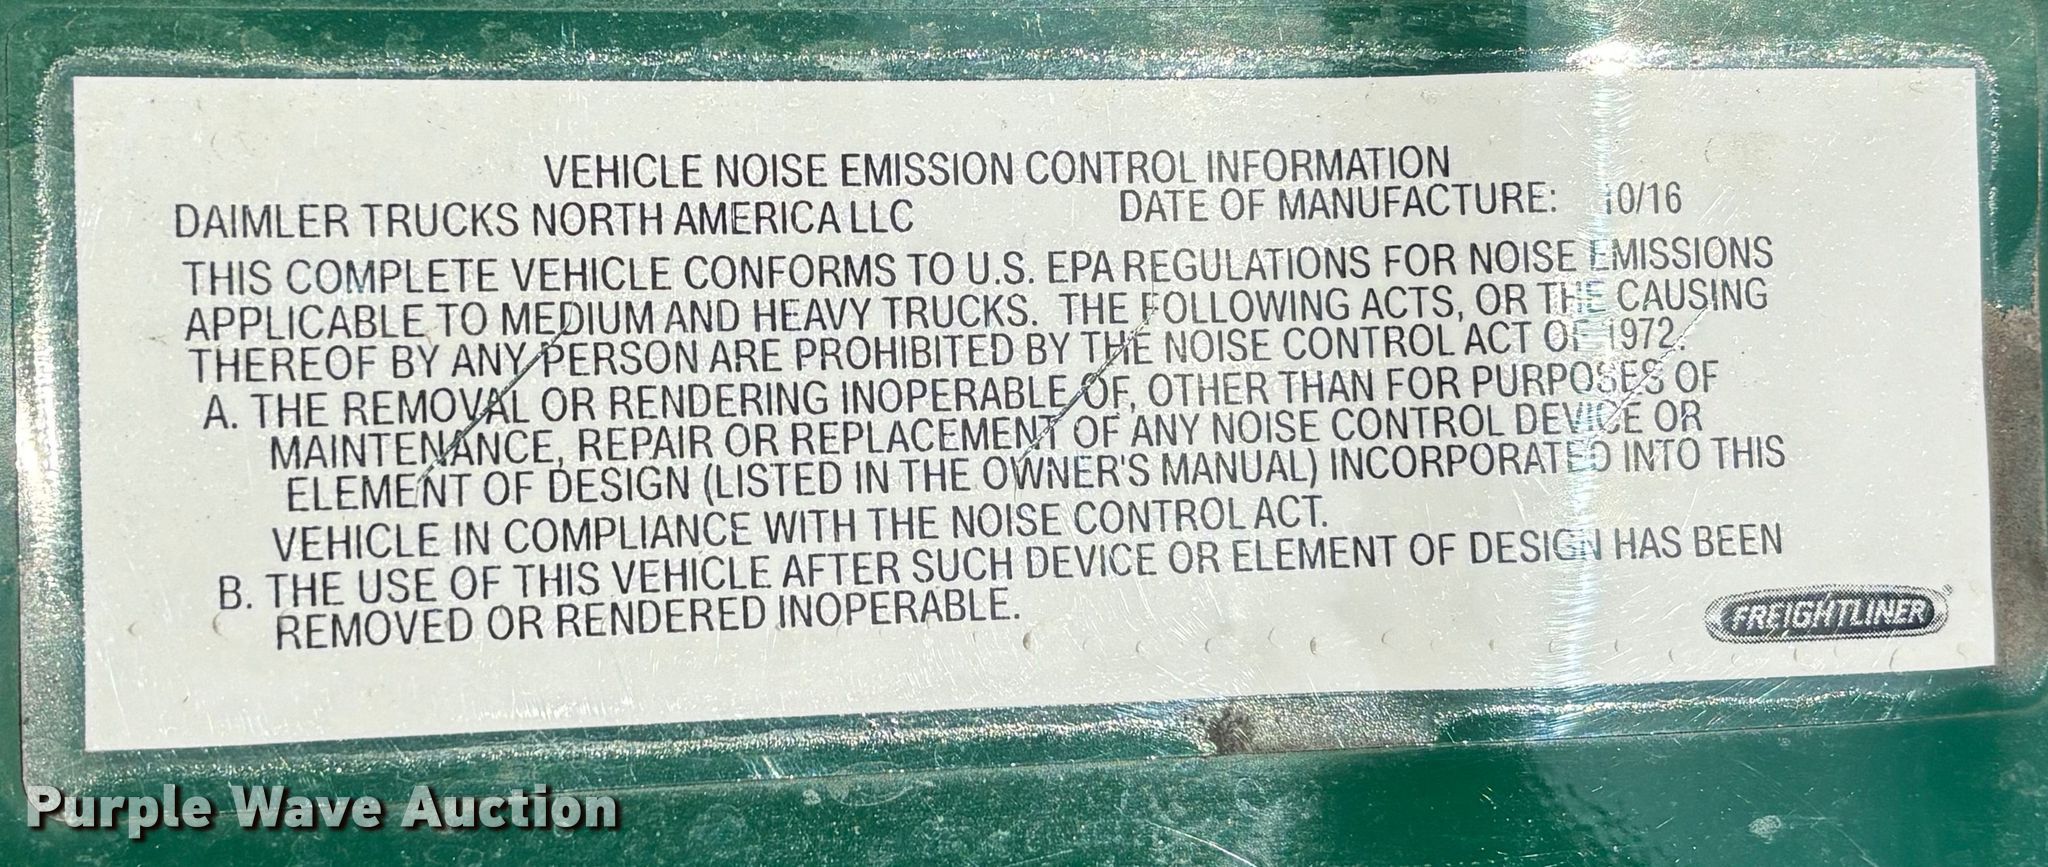 VEHICLE NOISE EMISSION CONTROL INFORMATION
DAIMLER TRUCKS NORTH AMERICA LLC DATE OF MANUFACTURE: 10/16
THIS COMPLETE VEHICLE CONFORMS TO U.S. EPA REGULATIONS FOR NOISE EMISSIONS
APPLICABLE TO MEDIUM AND HEAVY TRUCKS. THE FOLLOWING ACTS, OR THE CAUSING
THEREOF BY ANY PERSON ARE PROHIBITED BY THE NOISE CONTROL ACT OF 1972.
A. THE REMOVAL OR RENDERING INOPERABLE OF, OTHER THAN FOR PURPOSES OF
MAINTENANCE, REPAIR OR REPLACEMENT OF ANY NOISE CONTROL DEVICE OR
ELEMENT OF DESIGN (LISTED IN THE OWNER'S MANUAL) INCORPORATED INTO THIS
VEHICLE IN COMPLIANCE WITH THE NOISE CONTROL ACT.
B. THE USE OF THIS VEHICLE AFTER SUCH DEVICE OR ELEMENT OF DESIGN HAS BEEN
REMOVED OR RENDERED INOPERABLE.
FREIGHTLINER
Purple Wave Auction